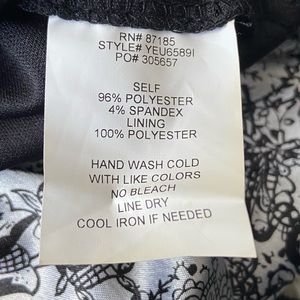 RN# 87185
STYLE# YEU6589I
PO# 305657
SELF
96% POLYESTER
4% SPANDEX
LINING
100% POLYESTER
HAND WASH COLD
WITH LIKE COLORS
NO BLEACH
LINE DRY
COOL IRON IF NEEDED